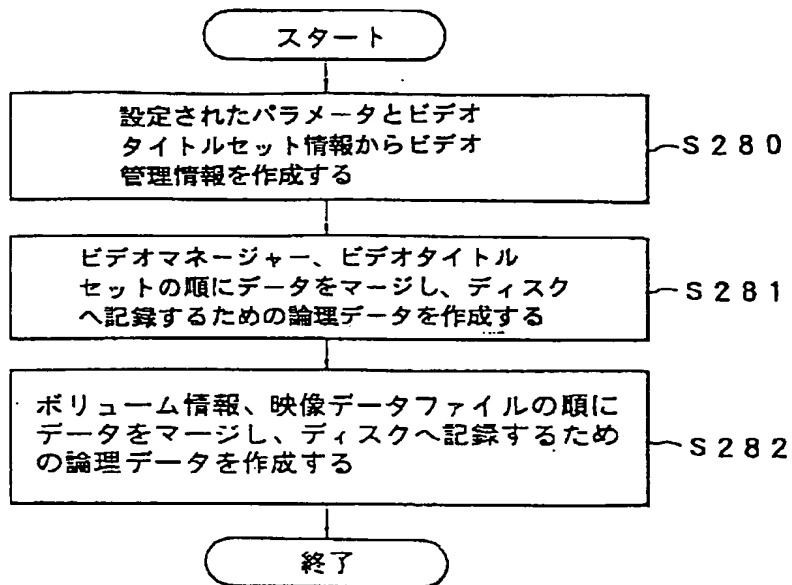 スタート
設定されたパラメータとビデオ
タイトルセット情報からビデオ
管理情報を作成する
S280
ビデオマネージャー、ビデオタイトル
セットの順にデータをマージし、ディスク
へ記録するための論理データを作成する
S281
ボリューム情報、映像データファイルの順に
データをマージし、ディスクへ記録するため
の論理データを作成する
S282
終了